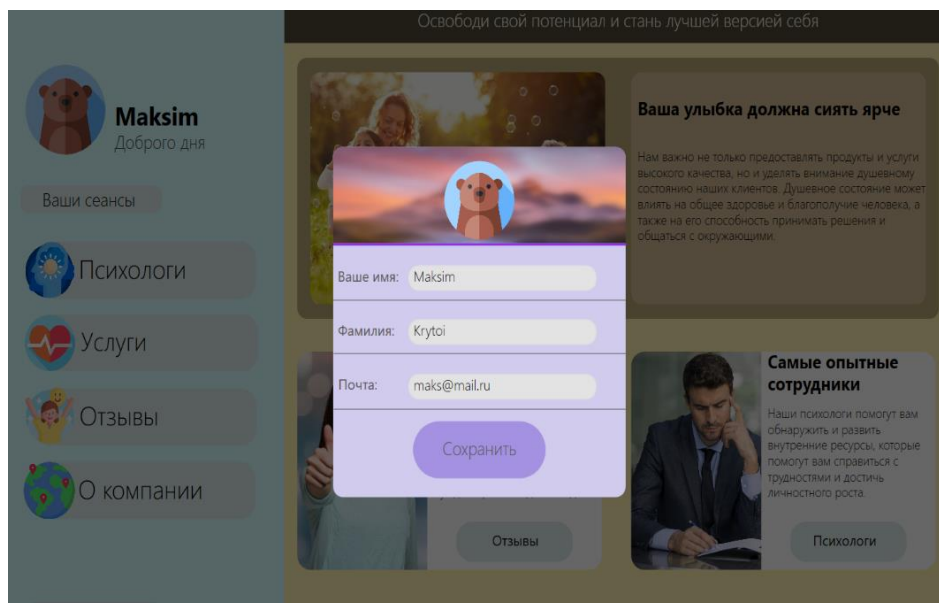 Освободи свой потенциал и стань лучшей версией себя
Maksim
Доброго дня
Ваши сеансы
Психологи
Услуги
Отзывы
О компании
Ваша улыбка должна сиять ярче
Нам важно не только предоставлять продукты и услуги
высокого качества, но и уделять внимание душевному
состоянию наших клиентов. Душевное состояние может
влиять на общее здоровье и благополучие человека, а
также на его способность принимать решения и
общаться с окружающими.
Ваше имя:
Maksim
Фамилия:
Krytoi
Почта:
maks@mail.ru
Сохранить
Отзывы
Самые опытные
сотрудники
Наши психологи помогут вам
обнаружить и развить
внутренние ресурсы, которые
помогут вам справиться с
трудностями и достичь
личностного роста.
Психологи